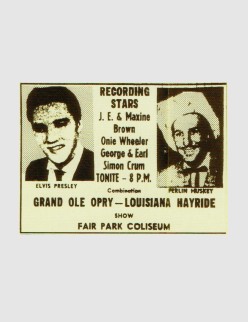 RECORDING
STARS
J. E. & Maxine
Brown
Onie Wheeler
George & Earl
Simon Crum
TONITE - 8 P.M.
ELVIS PRESLEY
Combination
FERLIN HUSKEY
GRAND OLE OPRY — LOUISIANA HAYRIDE
SHOW
FAIR PARK COLISEUM